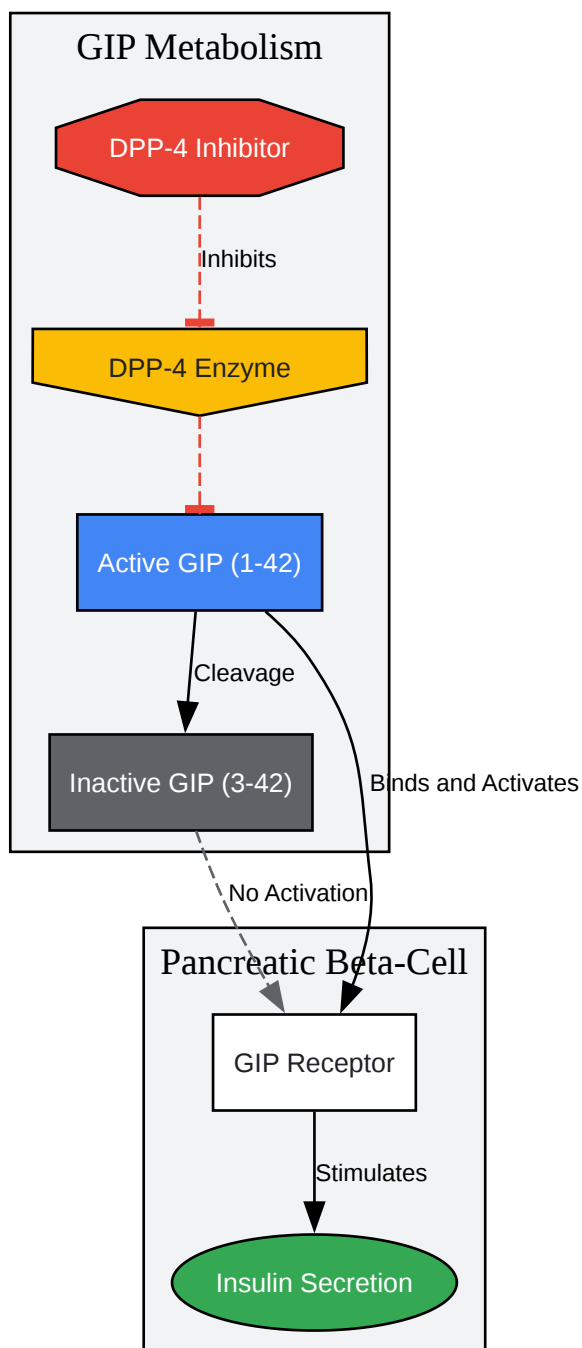 GIP Metabolism
DPP-4 Inhibitor
Inhibits
DPP-4 Enzyme
Active GIP (1-42)
Cleavage
Inactive GIP (3-42)
Binds and Activates
No Activation
Pancreatic Beta-Cell
GIP Receptor
Stimulates
Insulin Secretion